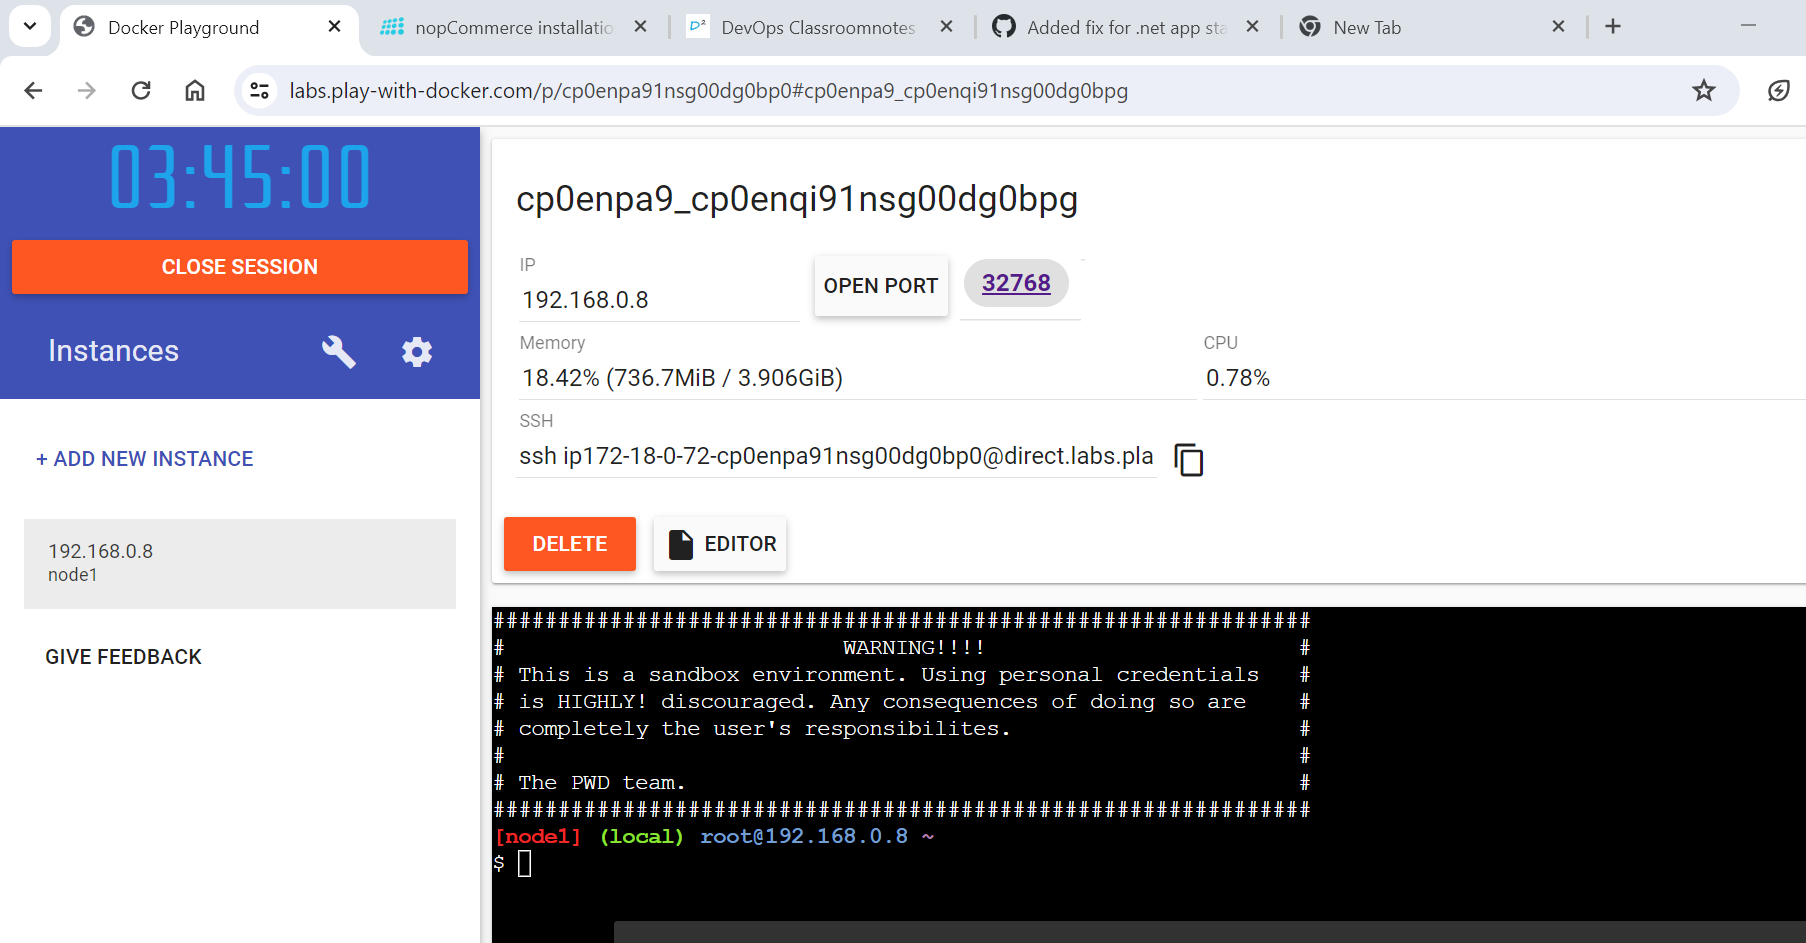 Docker Playground
nopCommerce installatio
DevOps Classroomnotes
Added fix for .net app sta
New Tab
labs.play-with-docker.com/p/cp0enpa91nsg00dg0bp0#cp0enpa9_cp0enqi91nsg00dg0bpg
03:45:00
CLOSE SESSION
Instances
+ ADD NEW INSTANCE
192.168.0.8
node1
GIVE FEEDBACK
cp0enpa9_cp0enqi91nsg00dg0bpg
IP
192.168.0.8
OPEN PORT
32768
Memory
18.42% (736.7MiB / 3.906GiB)
CPU
0.78%
SSH
ssh ip172-18-0-72-cp0enpa91nsg00dg0bp0@direct.labs.pla
DELETE
EDITOR
###############################################################
# WARNING!!!! #
# This is a sandbox environment. Using personal credentials #
# is HIGHLY! discouraged. Any consequences of doing so are #
# completely the user's responsibilites. #
# #
# The PWD team. #
###############################################################
[node1] (local) root@192.168.0.8 ~
$